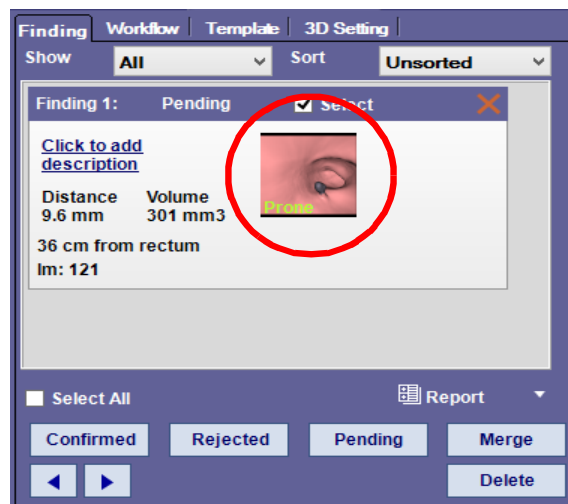 Finding Workflow Template 3D Setting
Show All Sort Unsorted
Finding 1: Pending Select
Click to add
description
Prone
Distance Volume
9.6 mm 301 mm3
36 cm from rectum
Im: 121
Select All Report
Confirmed Rejected Pending Merge
Delete